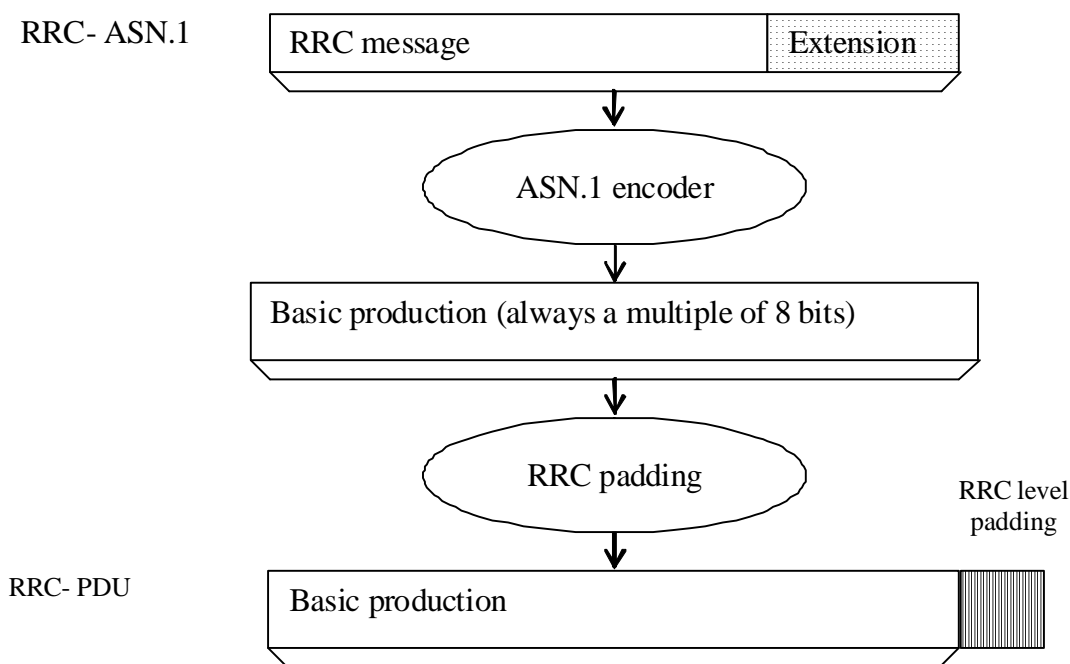 RRC- ASN.1
RRC message
Extension
ASN.1 encoder
Basic production (always a multiple of 8 bits)
RRC padding
RRC level
padding
RRC- PDU
Basic production